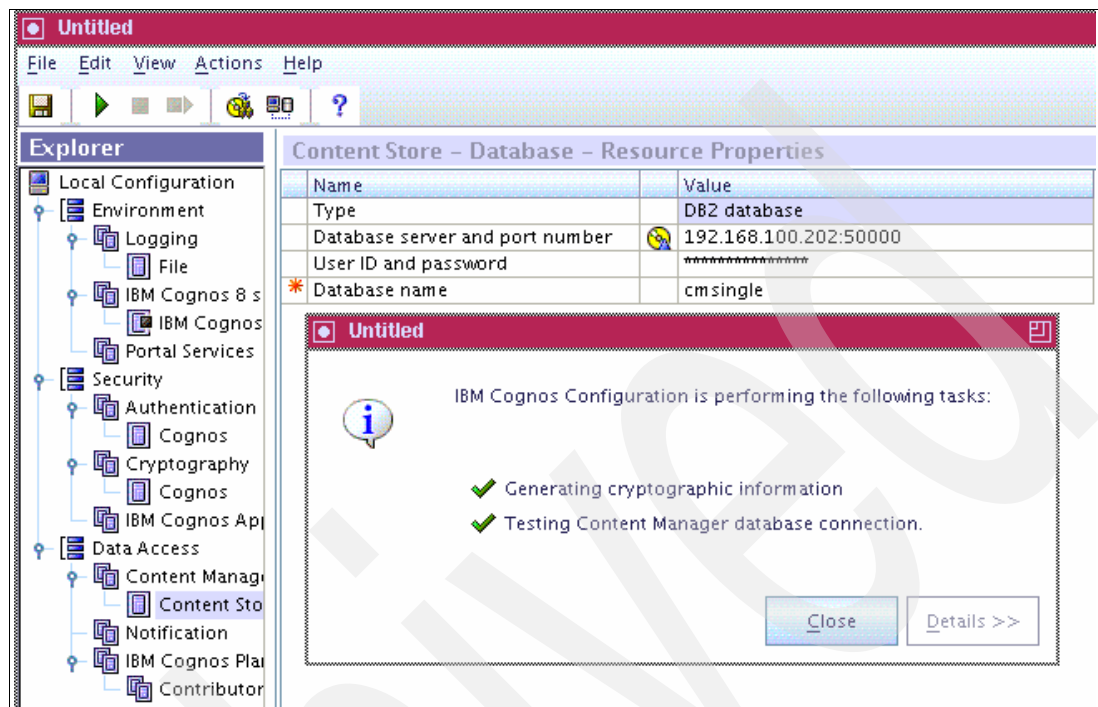 Untitled
File Edit View Actions Help
?
Explorer
Content Store – Database – Resource Properties
Local Configuration
Environment
Logging
File
IBM Cognos 8 s
IBM Cognos
Portal Services
Security
Authentication
Cognos
Cryptography
Cognos
IBM Cognos Ap
Data Access
Content Manag
Content Sto
Notification
IBM Cognos Pla
Contributor
Name Value
Type DB2 database
Database server and port number 192.168.100.202:50000
User ID and password ****************
* Database name cmsingle
Untitled
i
IBM Cognos Configuration is performing the following tasks:
Generating cryptographic information
Testing Content Manager database connection.
Close Details >>